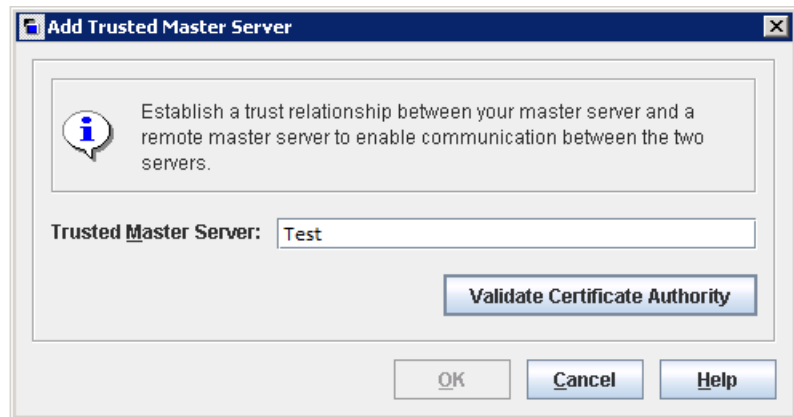 Add Trusted Master Server
Establish a trust relationship between your master server and a
remote master server to enable communication between the two
servers.
Trusted Master Server: Test
Validate Certificate Authority
OK Cancel Help